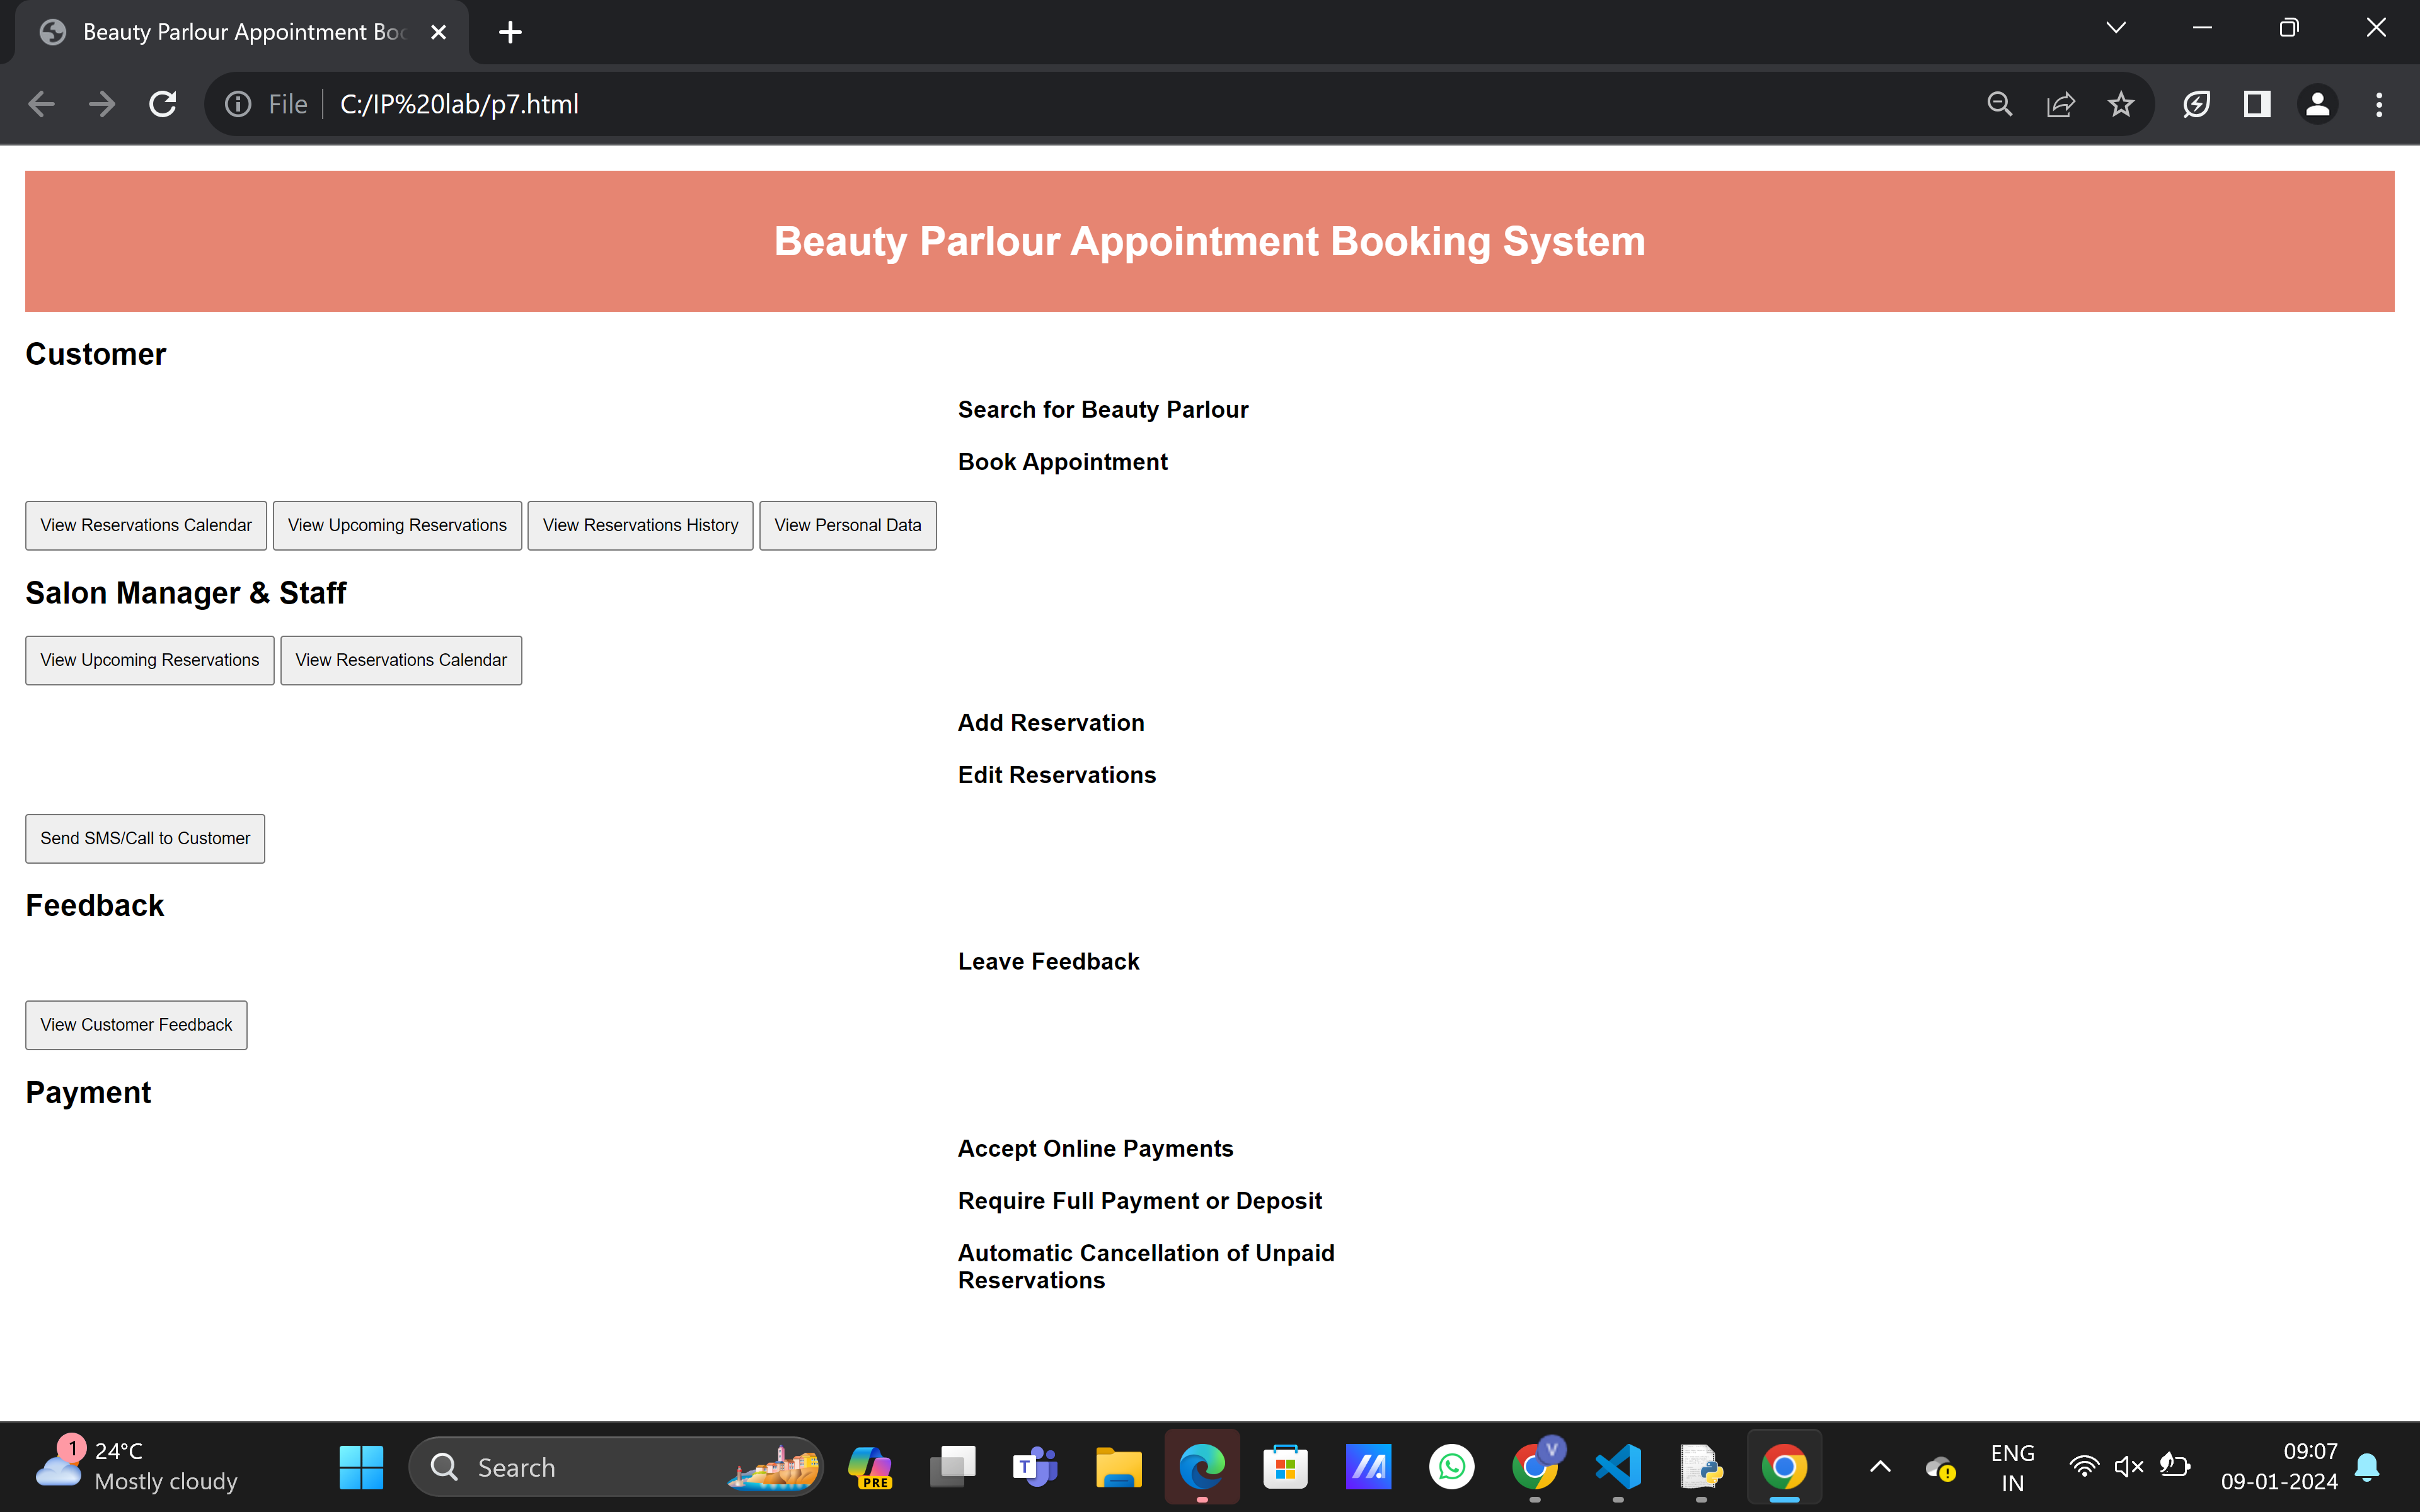 Beauty Parlour Appointment Boo
File C:/IP%20lab/p7.html
Beauty Parlour Appointment Booking System
Customer
Search for Beauty Parlour
Book Appointment
View Reservations Calendar View Upcoming Reservations View Reservations History View Personal Data
Salon Manager & Staff
View Upcoming Reservations View Reservations Calendar
Add Reservation
Edit Reservations
Send SMS/Call to Customer
Feedback
Leave Feedback
View Customer Feedback
Payment
Accept Online Payments
Require Full Payment or Deposit
Automatic Cancellation of Unpaid
Reservations
1 24°C
Mostly cloudy
Search
PRE
T
V
ENG
IN
09:07
09-01-2024